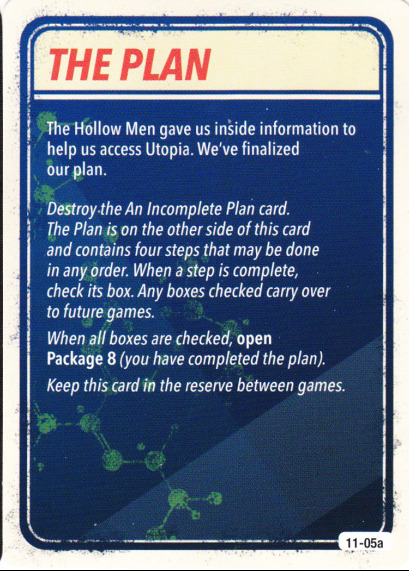 THE PLAN
The Hollow Men gave us inside information to
help us access Utopia. We've finalized
our plan.
Destroy the An Incomplete Plan card.
The Plan is on the other side of this card
and contains four steps that may be done
in any order. When a step is complete,
check its box. Any boxes checked carry over
to future games.
When all boxes are checked, open
Package 8 (you have completed the plan).
Keep this card in the reserve between games.
11-05a